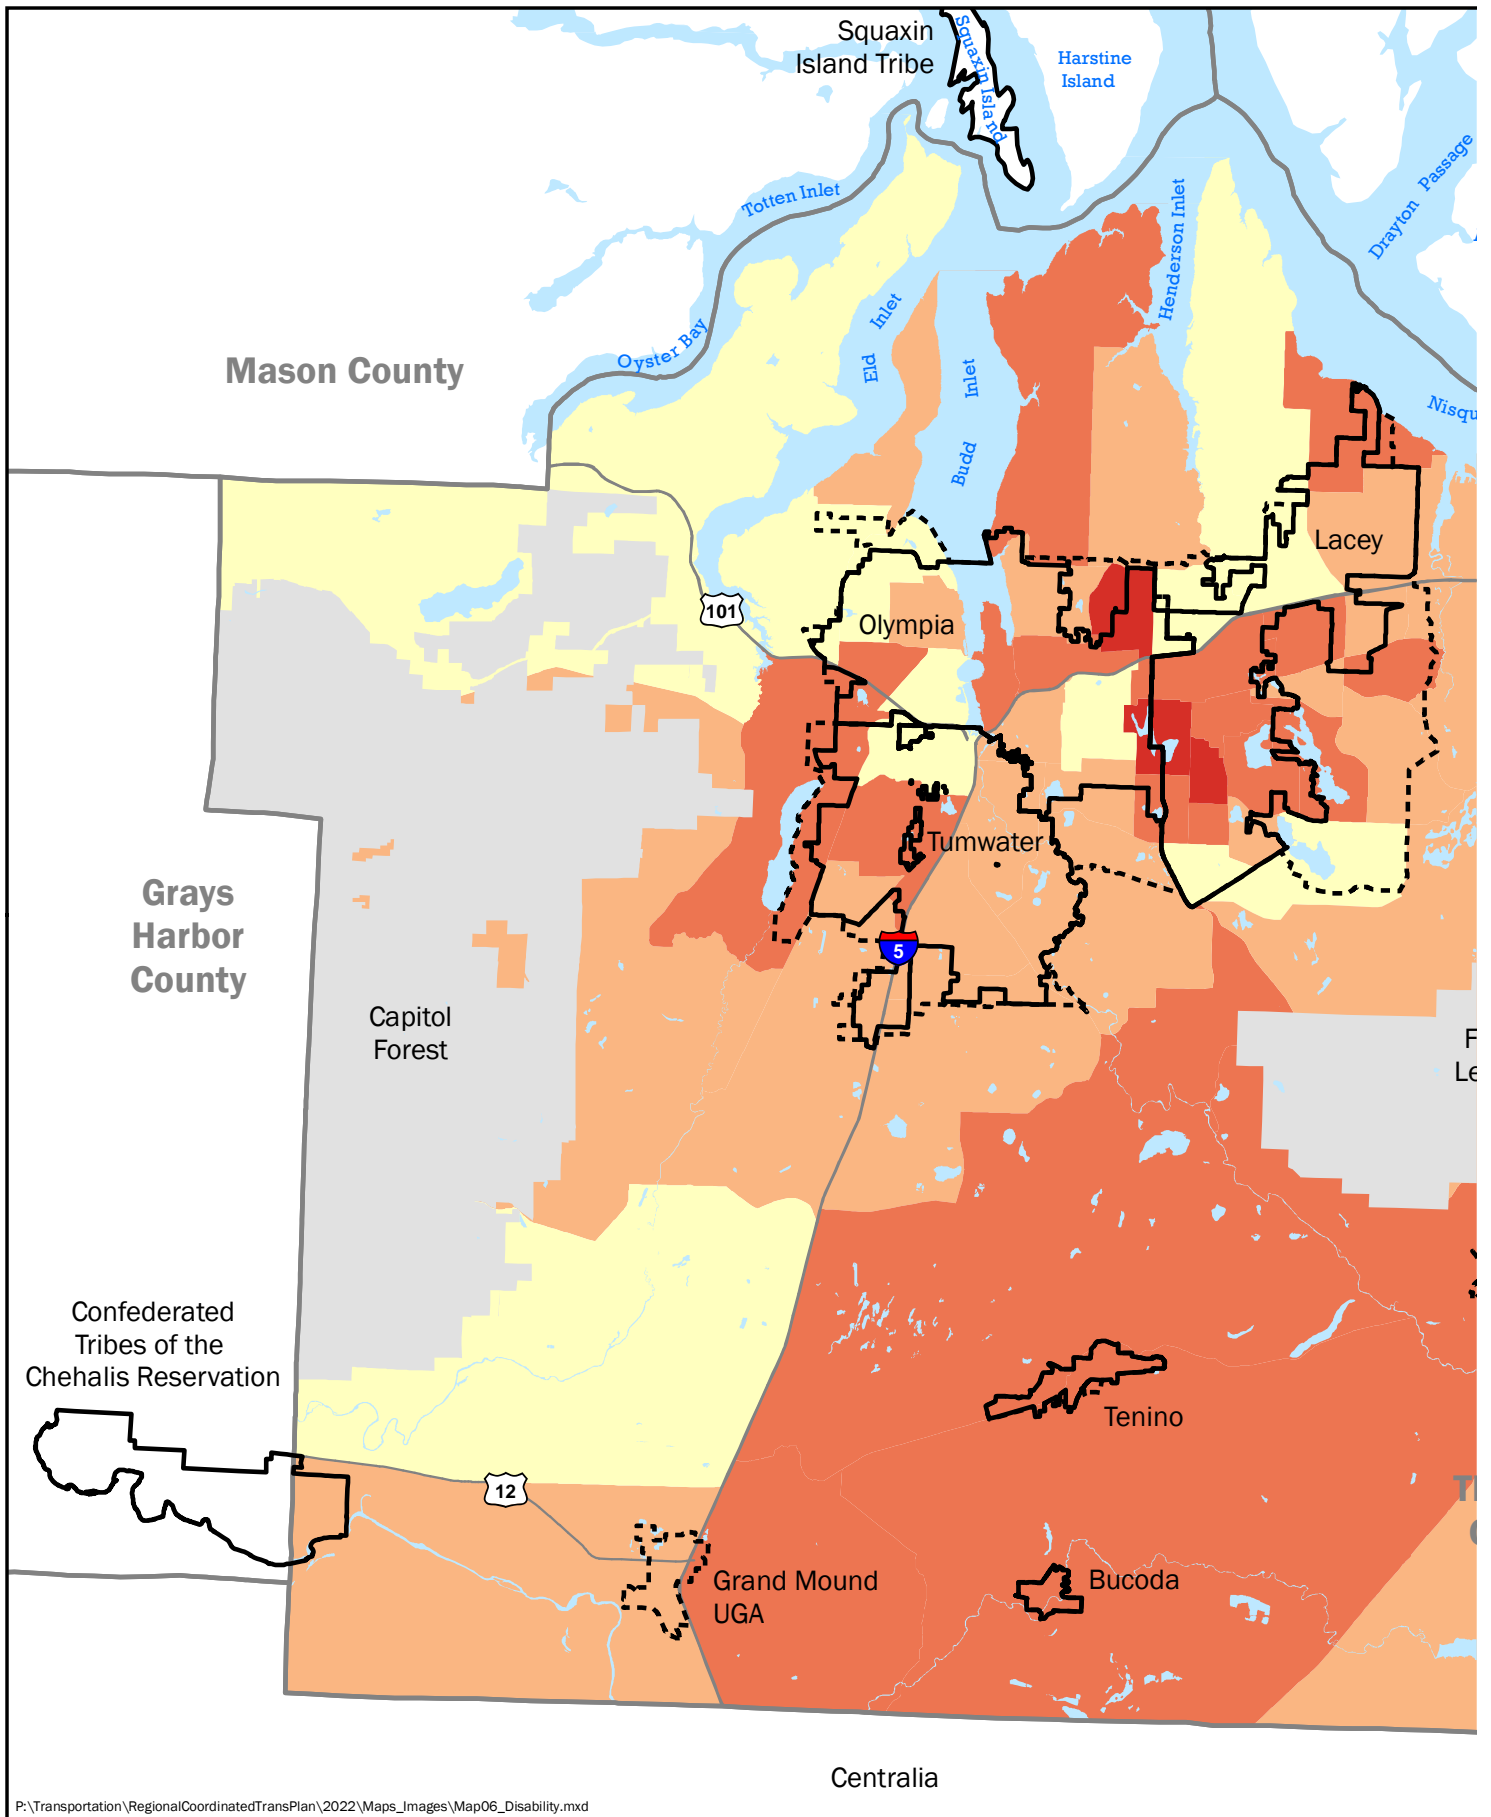 Squaxin
Island Tribe
Squaxin Island
Harstine
Island
Totten Inlet
Henderson Inlet
Drayton Passage
Oyster Bay
Eld Inlet
Budd Inlet
Nisqu
Mason County
Lacey
101
Olympia
Tumwater
5
Grays
Harbor
County
Capitol
Forest
F
Le
Confederated
Tribes of the
Chehalis Reservation
Tenino
12
Grand Mound
UGA
Bucoda
Centralia
P:\Transportation\RegionalCoordinatedTransPlan\2022\Maps_Images\Map06_Disability.mxd